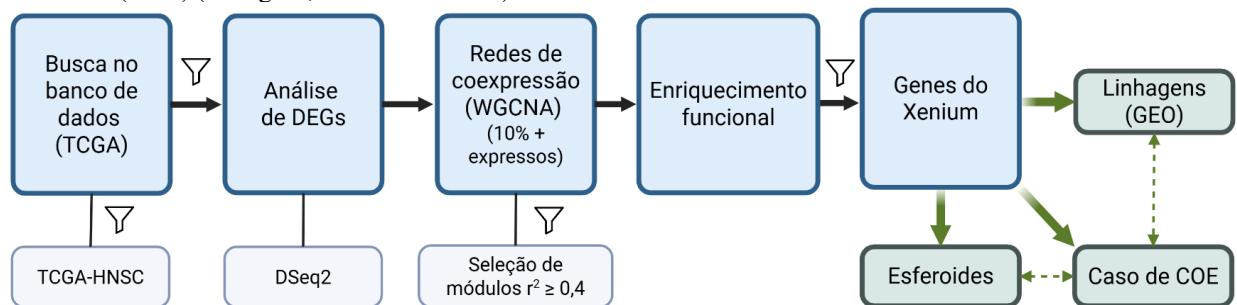 Busca no
banco de
dados
(TCGA)
Análise
de DEGs
Redes de
coexpressão
(WGCNA)
(10% +
expressos)
Enriquecimento
funcional
Genes do
Xenium
Linhagens
(GEO)
TCGA-HNSC
DSeq2
Seleção de
módulos r² ≥ 0,4
Esferoides
Caso de COE